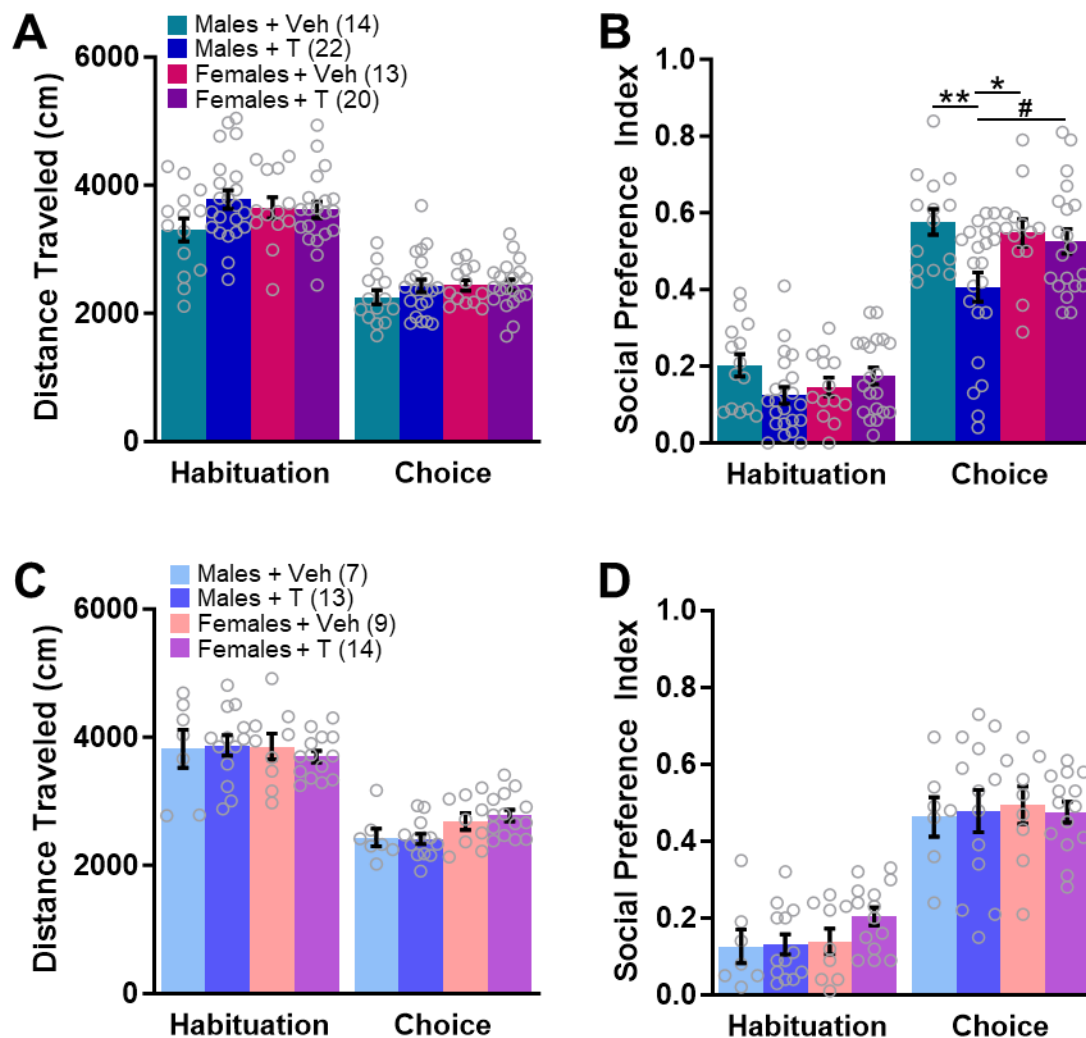 A
Distance Traveled (cm)
6000
4000
2000
0
Males + Veh (14)
Males + T (22)
Females + Veh (13)
Females + T (20)
Habituation
Choice
B
Social Preference Index
1.0
0.8
0.6
0.4
0.2
0.0
**
*
#
Habituation
Choice
C
Distance Traveled (cm)
6000
4000
2000
0
Males + Veh (7)
Males + T (13)
Females + Veh (9)
Females + T (14)
Habituation
Choice
D
Social Preference Index
1.0
0.8
0.6
0.4
0.2
0.0
Habituation
Choice